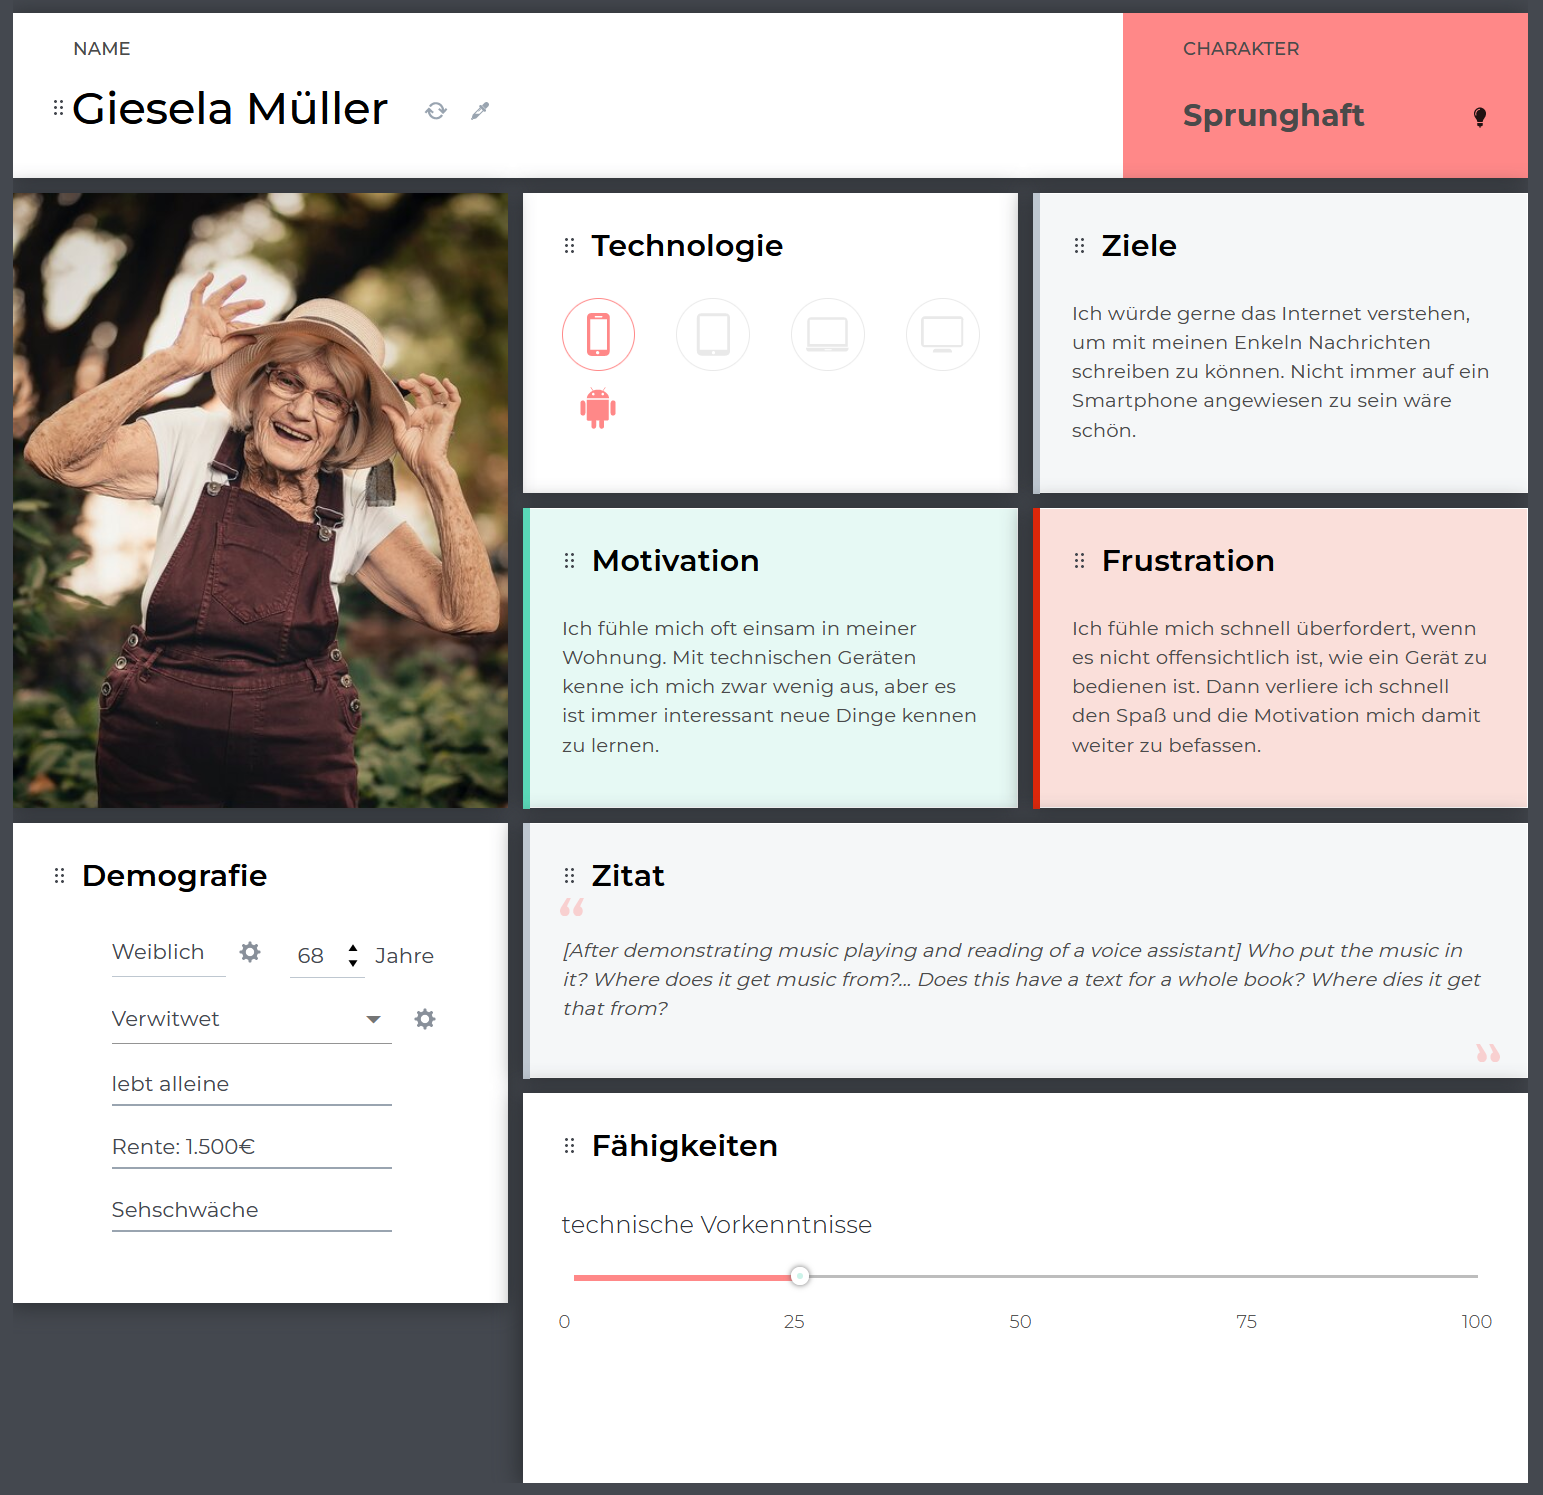 NAME
Giesela Müller
CHARAKTER
Sprunghaft
Technologie
Ziele
Ich würde gerne das Internet verstehen,
um mit meinen Enkeln Nachrichten
schreiben zu können. Nicht immer auf ein
Smartphone angewiesen zu sein wäre
schön.
Motivation
Ich fühle mich oft einsam in meiner
Wohnung. Mit technischen Geräten
kenne ich mich zwar wenig aus, aber es
ist immer interessant neue Dinge kennen
zu lernen.
Frustration
Ich fühle mich schnell überfordert, wenn
es nicht offensichtlich ist, wie ein Gerät zu
bedienen ist. Dann verliere ich schnell
den Spaß und die Motivation mich damit
weiter zu befassen.
Demografie
Weiblich 68 Jahre
Verwitwet
lebt alleine
Rente: 1.500€
Sehschwäche
Zitat
“
[After demonstrating music playing and reading of a voice assistant] Who put the music in
it? Where does it get music from?... Does this have a text for a whole book? Where dies it get
that from?
”
Fähigkeiten
technische Vorkenntnisse
0 25 50 75 100